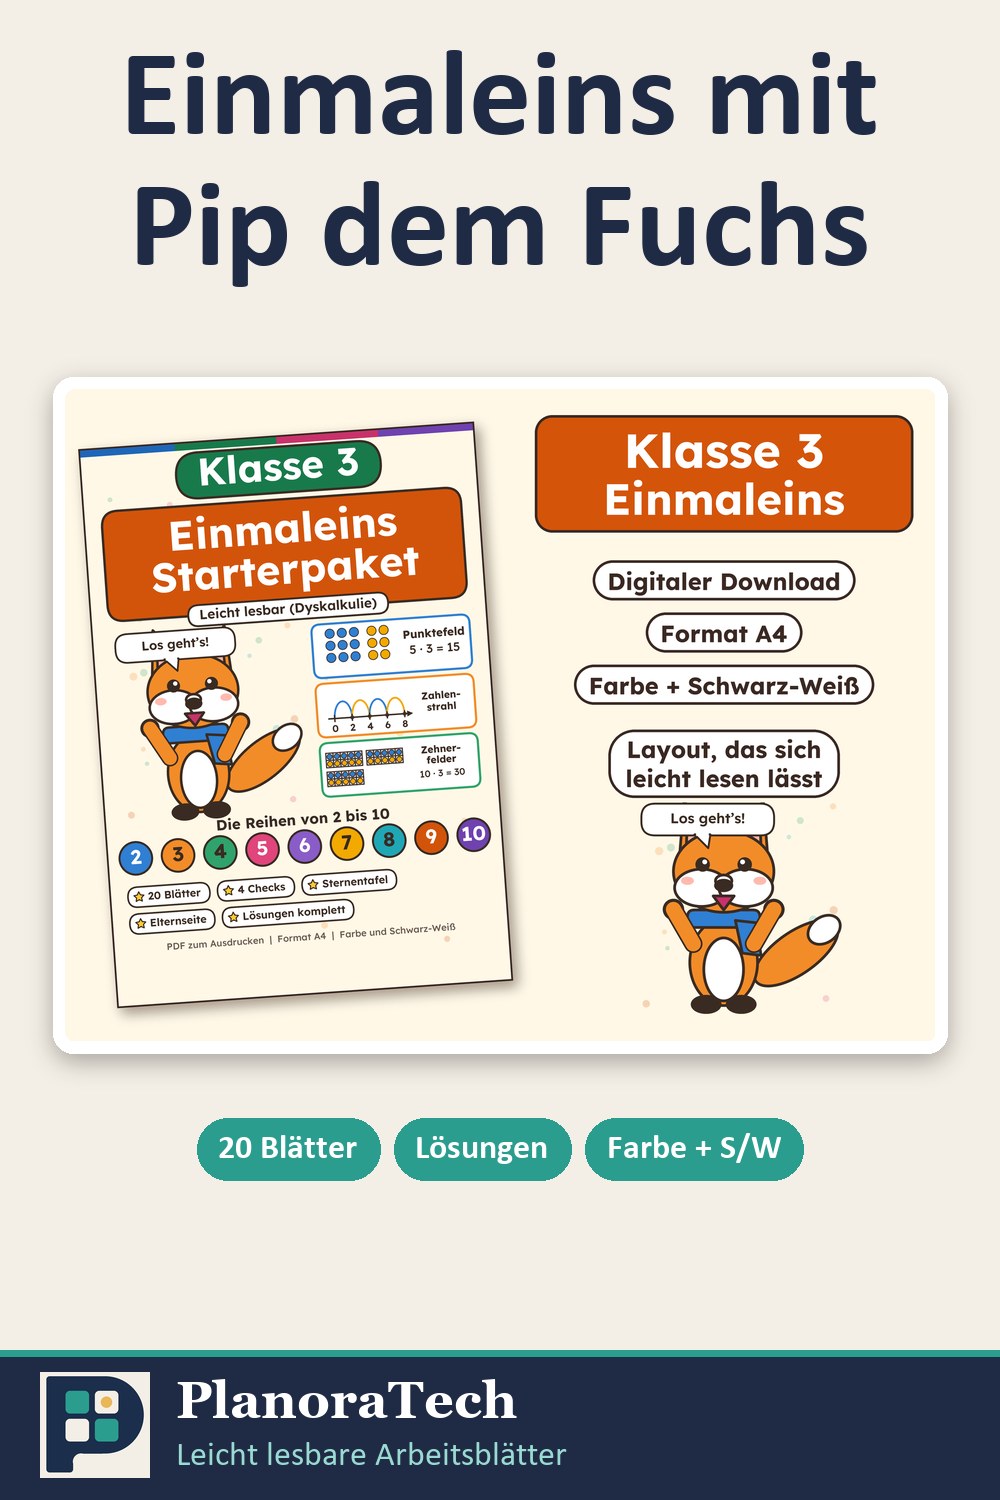 Einmaleins mit
Pip dem Fuchs
Klasse 3
Einmaleins
Starterpaket
Leicht lesbar (Dyskalkulie)
Los geht's!
Punktefeld
5 · 3 = 15
Zahlen-
strahl
0 2 4 6 8
Zehner-
felder
10 · 3 = 30
Die Reihen von 2 bis 10
2 3 4 5 6 7 8 9 10
20 Blätter
4 Checks
Sternentafel
Elternseite
Lösungen komplett
PDF zum Ausdrucken | Format A4 | Farbe und Schwarz-Weiß
Klasse 3
Einmaleins
Digitaler Download
Format A4
Farbe + Schwarz-Weiß
Layout, das sich
leicht lesen lässt
Los geht's!
20 Blätter
Lösungen
Farbe + S/W
PlanoraTech
Leicht lesbare Arbeitsblätter